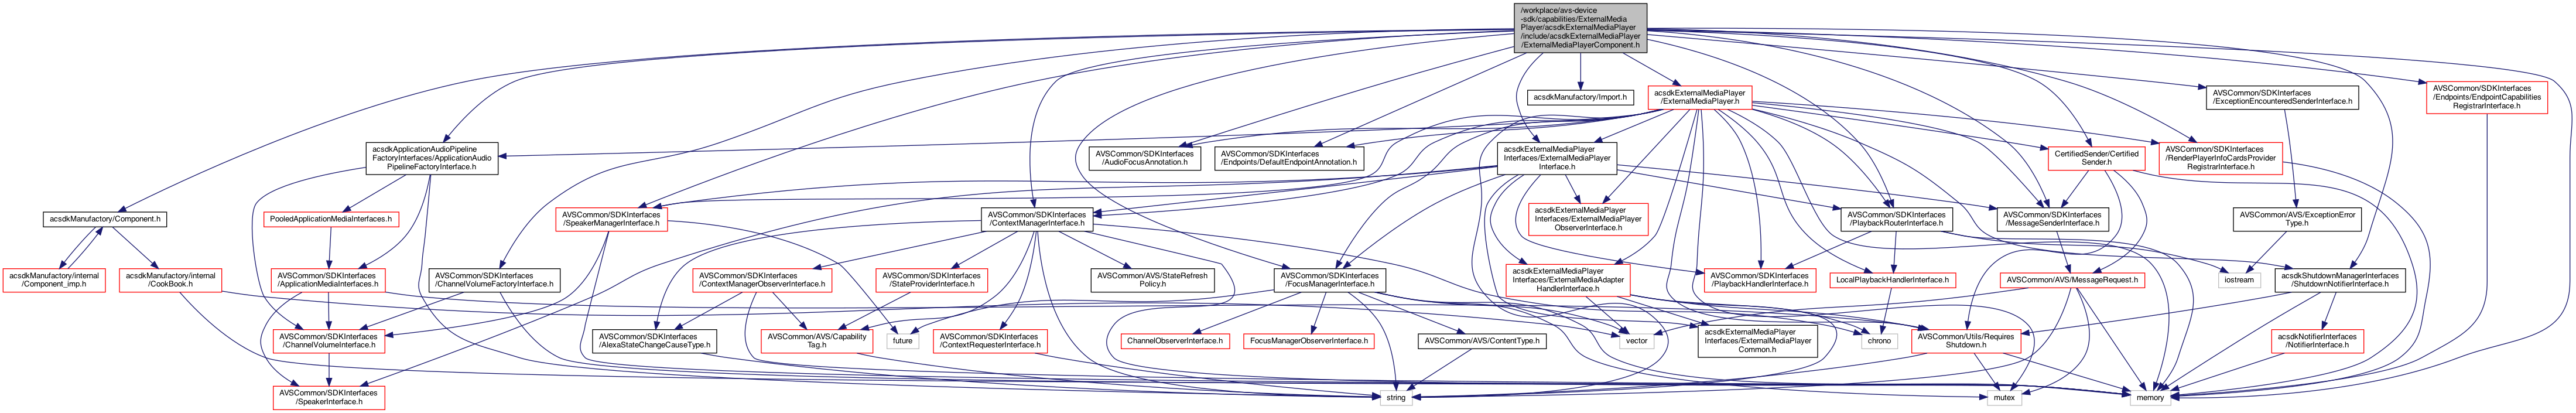 /workplace/avs-device
-sdk/capabilities/ExternalMedia
Player/acsdkExternalMediaPlayer
/include/acsdkExternalMediaPlayer
/ExternalMediaPlayerComponent.h
acsdkManufactory/Import.h
acsdkExternalMediaPlayer
/ExternalMediaPlayer.h
AVSCommon/SDKInterfaces
/ExceptionEncounteredSenderInterface.h
AVSCommon/SDKInterfaces
/Endpoints/EndpointCapabilities
RegistrarInterface.h
acsdkApplicationAudioPipeline
FactoryInterfaces/ApplicationAudio
PipelineFactoryInterface.h
AVSCommon/SDKInterfaces
/AudioFocusAnnotation.h
AVSCommon/SDKInterfaces
/Endpoints/DefaultEndpointAnnotation.h
acsdkExternalMediaPlayer
Interfaces/ExternalMediaPlayer
Interface.h
CertifiedSender/Certified
Sender.h
AVSCommon/SDKInterfaces
/RenderPlayerInfoCardsProvider
RegistrarInterface.h
acsdkManufactory/Component.h
PooledApplicationMediaInterfaces.h
AVSCommon/SDKInterfaces
/SpeakerManagerInterface.h
AVSCommon/SDKInterfaces
/ContextManagerInterface.h
acsdkExternalMediaPlayer
Interfaces/ExternalMediaPlayer
ObserverInterface.h
AVSCommon/SDKInterfaces
/PlaybackRouterInterface.h
AVSCommon/SDKInterfaces
/MessageSenderInterface.h
AVSCommon/AVS/ExceptionError
Type.h
acsdkManufactory/internal
/Component_imp.h
acsdkManufactory/internal
/CookBook.h
AVSCommon/SDKInterfaces
/ApplicationMediaInterfaces.h
AVSCommon/SDKInterfaces
/ChannelVolumeFactoryInterface.h
AVSCommon/SDKInterfaces
/ContextManagerObserverInterface.h
AVSCommon/SDKInterfaces
/StateProviderInterface.h
AVSCommon/AVS/StateRefresh
Policy.h
AVSCommon/SDKInterfaces
/FocusManagerInterface.h
acsdkExternalMediaPlayer
Interfaces/ExternalMediaAdapter
HandlerInterface.h
AVSCommon/SDKInterfaces
/PlaybackHandlerInterface.h
LocalPlaybackHandlerInterface.h
AVSCommon/AVS/MessageRequest.h
iostream
acsdkShutdownManagerInterfaces
/ShutdownNotifierInterface.h
AVSCommon/SDKInterfaces
/ChannelVolumeInterface.h
AVSCommon/SDKInterfaces
/AlexaStateChangeCauseType.h
AVSCommon/AVS/Capability
Tag.h
future
AVSCommon/SDKInterfaces
/ContextRequesterInterface.h
ChannelObserverInterface.h
FocusManagerObserverInterface.h
AVSCommon/AVS/ContentType.h
vector
acsdkExternalMediaPlayer
Interfaces/ExternalMediaPlayer
Common.h
chrono
AVSCommon/Utils/Requires
Shutdown.h
acsdkNotifierInterfaces
/NotifierInterface.h
AVSCommon/SDKInterfaces
/SpeakerInterface.h
string
mutex
memory